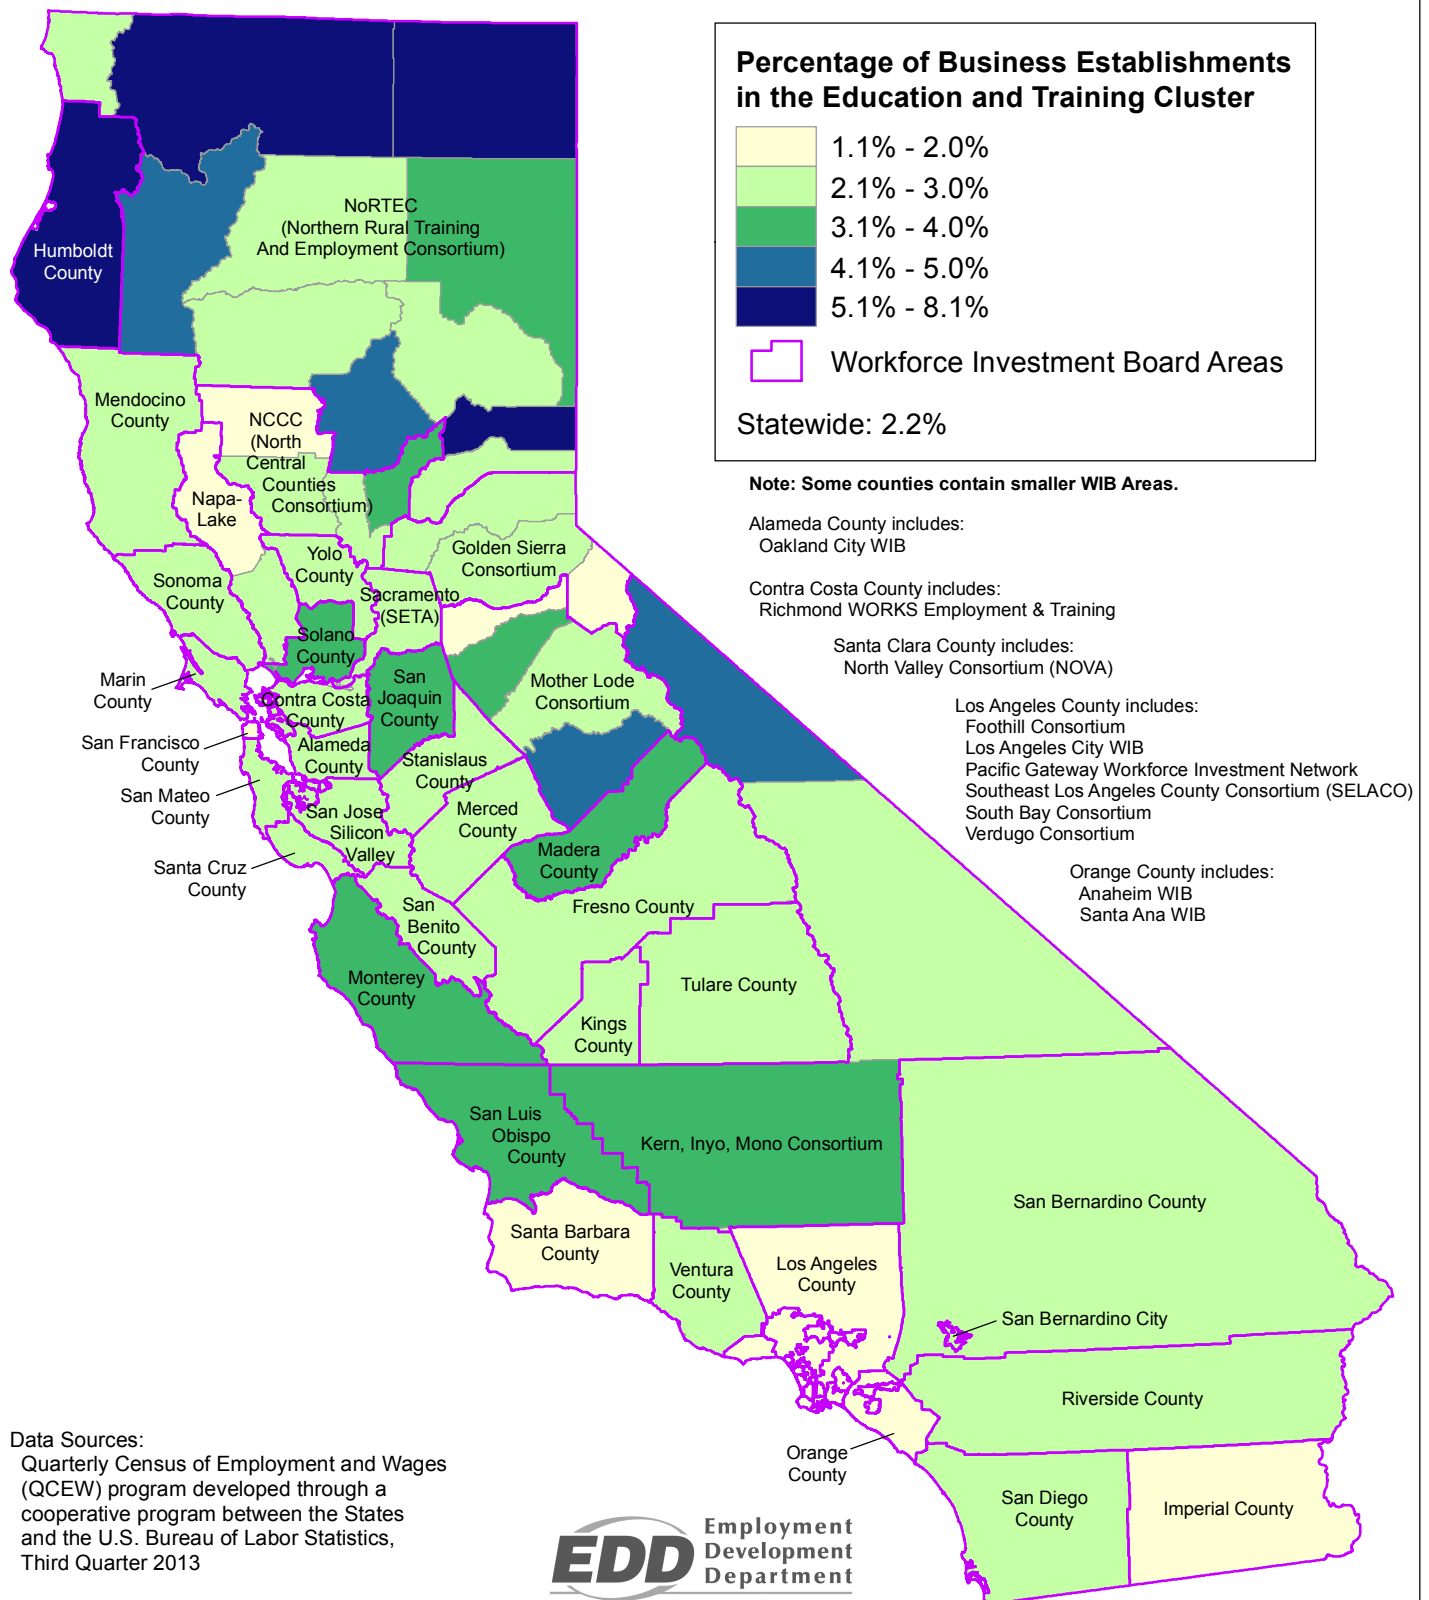 Percentage of Business Establishments
in the Education and Training Cluster
1.1% - 2.0%
2.1% - 3.0%
3.1% - 4.0%
4.1% - 5.0%
5.1% - 8.1%
Workforce Investment Board Areas
Statewide: 2.2%
Note: Some counties contain smaller WIB Areas.
Alameda County includes:
Oakland City WIB
Contra Costa County includes:
Richmond WORKS Employment & Training
Santa Clara County includes:
North Valley Consortium (NOVA)
Los Angeles County includes:
Foothill Consortium
Los Angeles City WIB
Pacific Gateway Workforce Investment Network
Southeast Los Angeles County Consortium (SELACO)
South Bay Consortium
Verdugo Consortium
Orange County includes:
Anaheim WIB
Santa Ana WIB
NoRTEC
(Northern Rural Training
And Employment Consortium)
Humboldt
County
Mendocino
County
NCCC
(North
Central
Counties
Consortium)
Napa-
Lake
Yolo
County
Golden Sierra
Consortium
Sonoma
County
Sacramento
(SETA)
Solano
County
Marin
County
San
Joaquin
County
Mother Lode
Consortium
Contra Costa
County
San Francisco
County
Alameda
County
Stanislaus
County
San Mateo
County
San Jose
Silicon
Valley
Merced
County
Santa Cruz
County
Madera
County
San
Benito
County
Fresno County
Monterey
County
Tulare County
Kings
County
San Luis
Obispo
County
Kern, Inyo, Mono Consortium
San Bernardino County
Santa Barbara
County
Ventura
County
Los Angeles
County
San Bernardino City
Riverside County
Orange
County
San Diego
County
Imperial County
Data Sources:
Quarterly Census of Employment and Wages
(QCEW) program developed through a
cooperative program between the States
and the U.S. Bureau of Labor Statistics,
Third Quarter 2013
EDD
Employment
Development
Department